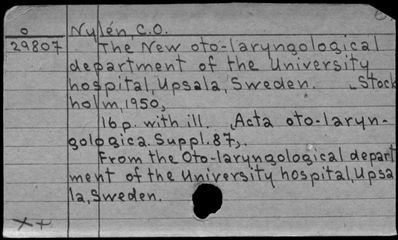 o Nylén, C.O.
29807 The New oto-laryngological
department of the University
hospital, Upsala, Sweden. Stock
holm, 1950,
16 p. with ill. (Acta oto-laryn-
gologica. Suppl. 87).
From the Oto-laryngological depart
ment of the University hospital, Upsa
la, Sweden.
x+